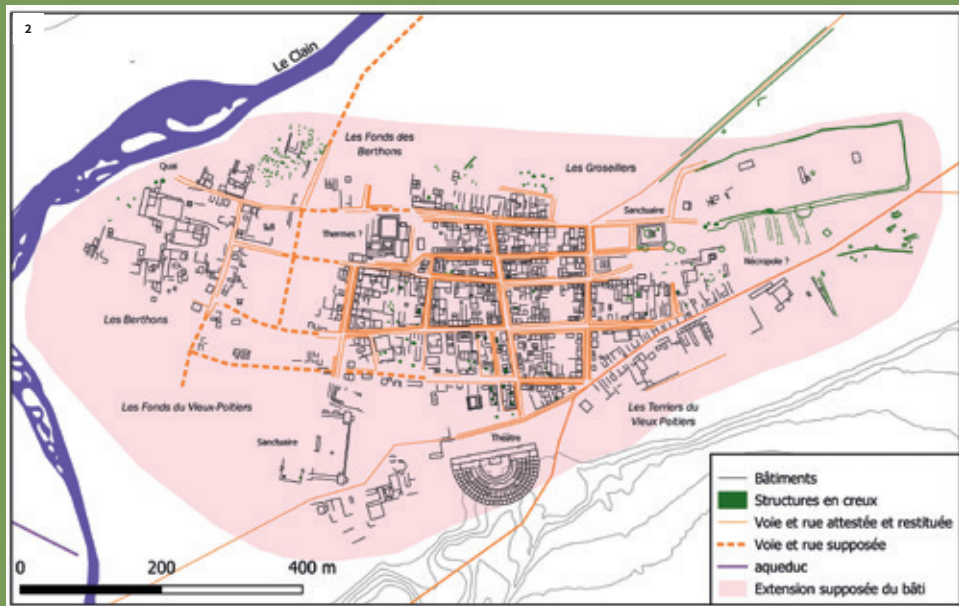 2
Le Clain
Les Fonds des
Berthons
Quai
Les Groseillers
Sanctuaire
Thermes ?
Nécropole ?
Les Berthons
Les Fonds du Vieux-Poitiers
Les Terriers du
Vieux Poitiers
Sanctuaire
Théâtre
Bâtiments
Structures en creux
Voie et rue attestée et restituée
Voie et rue supposée
aqueduc
Extension supposée du bâti
0 200 400 m